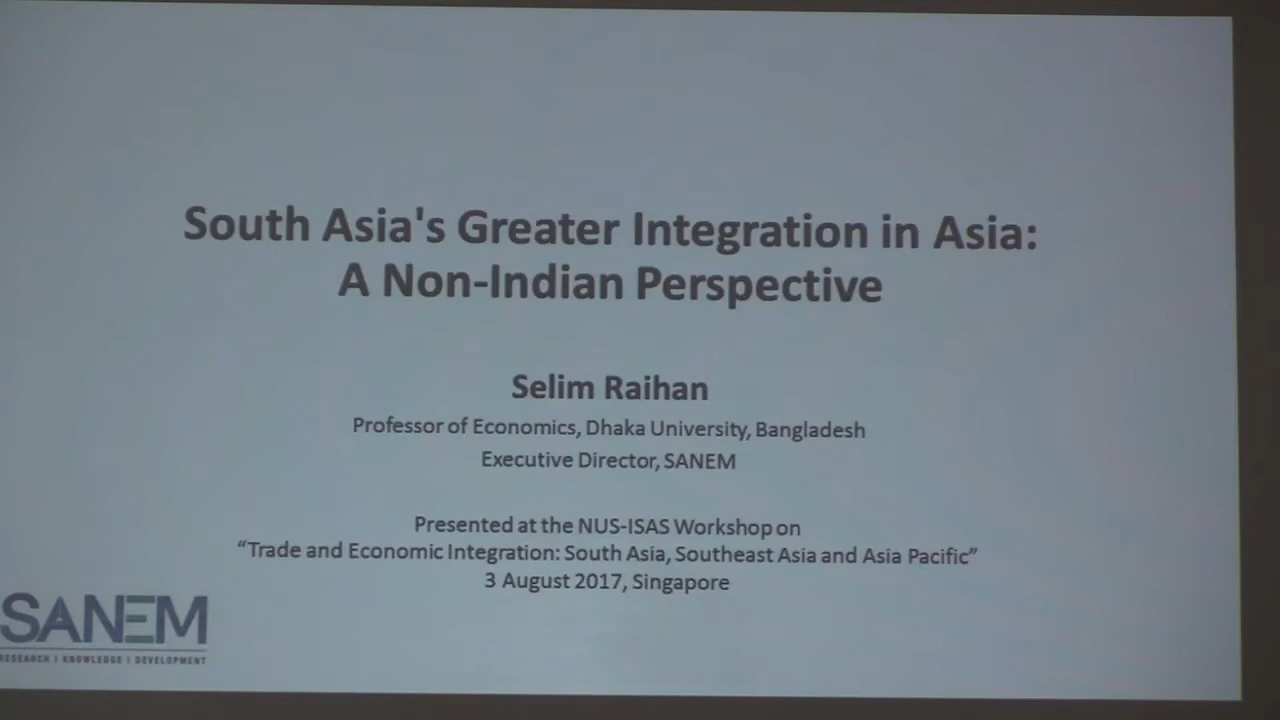 South Asia's Greater Integration in Asia:
A Non-Indian Perspective
Selim Raihan
Professor of Economics, Dhaka University, Bangladesh
Executive Director, SANEM
Presented at the NUS-ISAS Workshop on
“Trade and Economic Integration: South Asia, Southeast Asia and Asia Pacific”
3 August 2017, Singapore
SANEM
RESEARCH I KNOWLEDGE I DEVELOPMENT